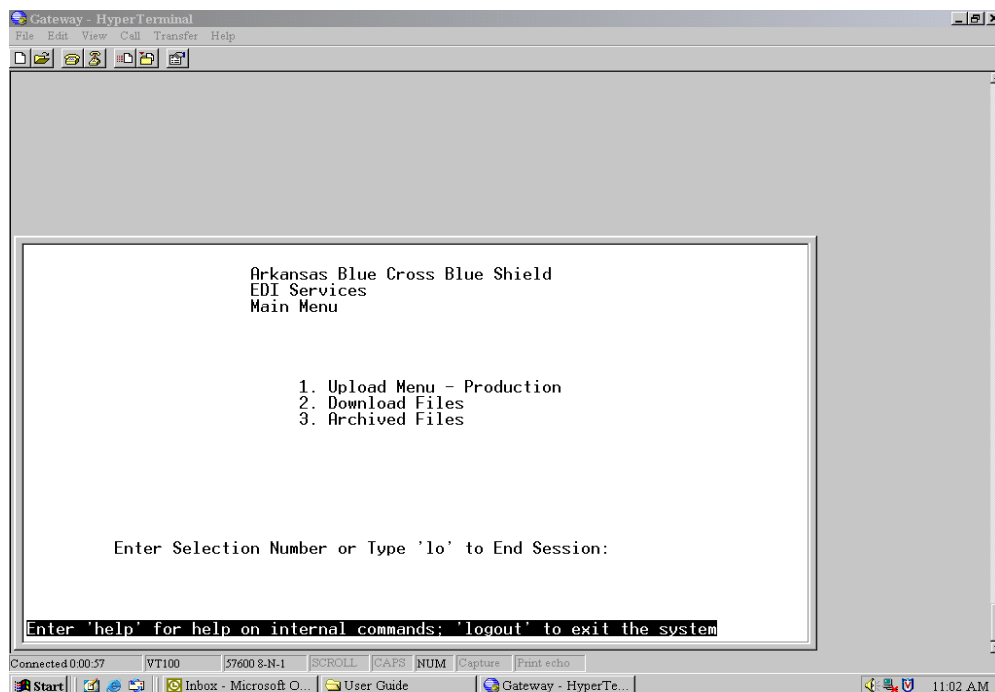 Gateway - HyperTerminal
File Edit View Call Transfer Help
Arkansas Blue Cross Blue Shield
EDI Services
Main Menu
1. Upload Menu - Production
2. Download Files
3. Archived Files
Enter Selection Number or Type 'lo' to End Session:
Enter 'help' for help on internal commands; 'logout' to exit the system
Connected 0:00:57 VT100 57600 8-N-1 SCROLL CAPS NUM Capture Print echo
Start Inbox - Microsoft O... User Guide Gateway - HyperTe... 11:02 AM